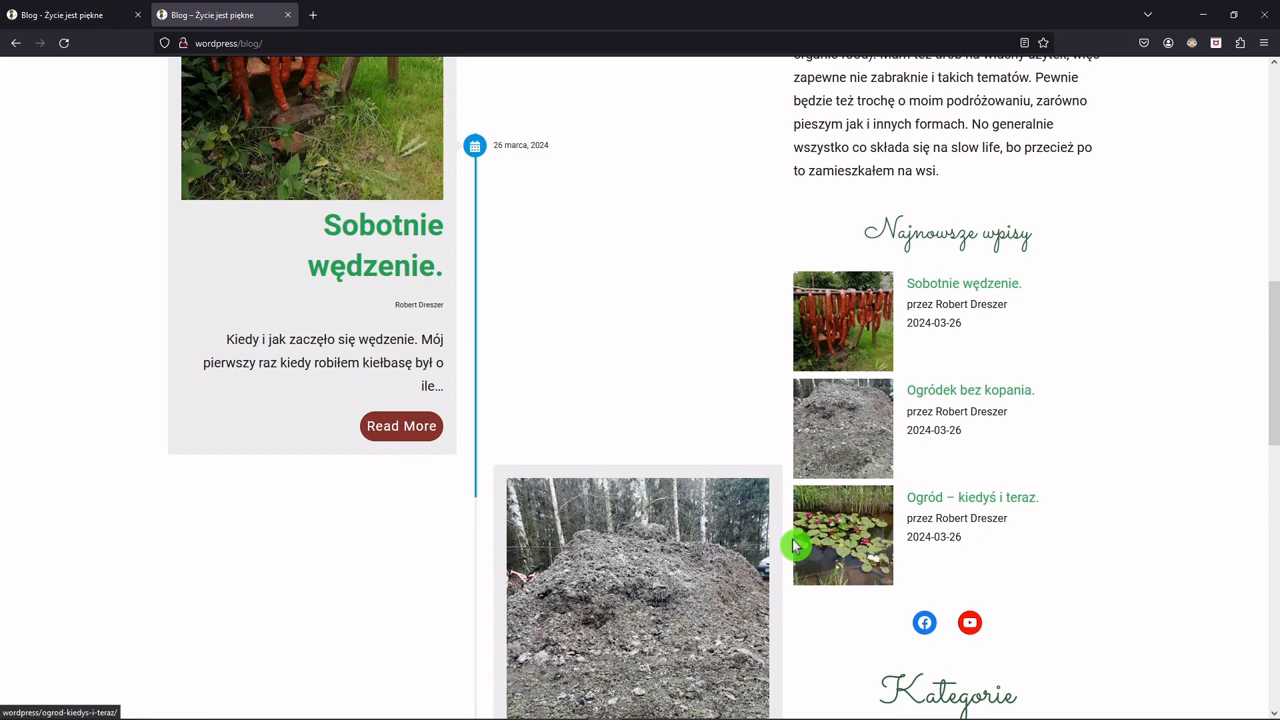 Blog - Życie jest piękne
Blog – Życie jest piękne
wordpress/blog/
Sobotnie
wędzenie.
Robert Dreszer
Kiedy i jak zaczęło się wędzenie. Mój
pierwszy raz kiedy robiłem kiełbasę był o
ile…
Read More
26 marca, 2024
pieszym jak i innych formach. No generalnie
zapewne nie zabraknie i takich tematów. Pewnie
będzie też trochę o moim podróżowaniu, zarówno
wszystko co składa się na slow life, bo przecież po
to zamieszkałem na wsi.
Najnowsze wpisy
Sobotnie wędzenie.
przez Robert Dreszer
2024-03-26
Ogródek bez kopania.
przez Robert Dreszer
2024-03-26
Ogród – kiedyś i teraz.
przez Robert Dreszer
2024-03-26
Kategorie
wordpress/ogrod-kiedys-i-teraz/